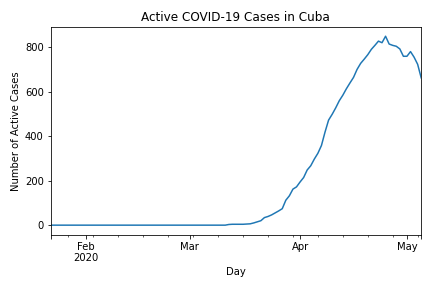 Active COVID-19 Cases in Cuba
Number of Active Cases
800
600
400
200
0
Feb
2020
Mar
Apr
May
Day